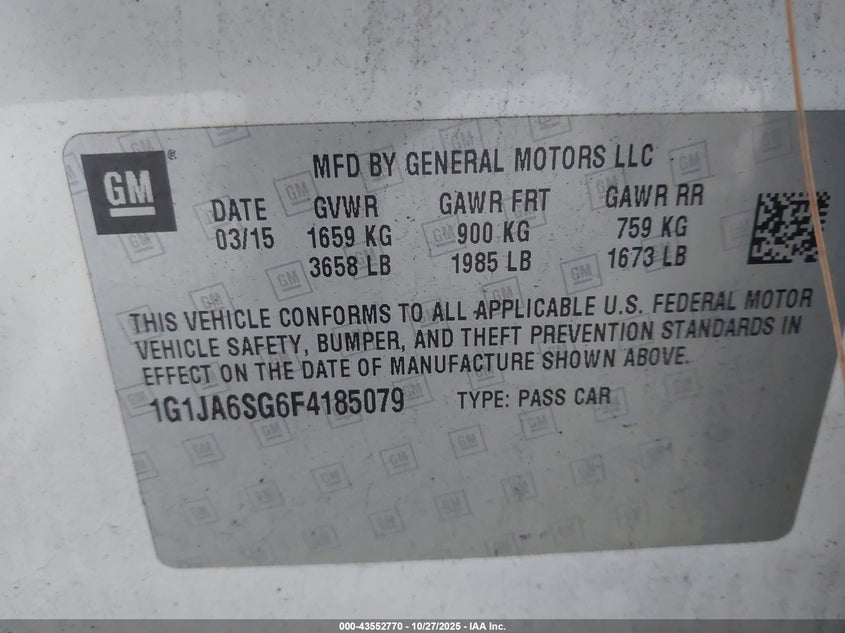 GM ®
MFD BY GENERAL MOTORS LLC
DATE GVWR GAWR FRT GAWR RR
03/15 1659 KG 900 KG 759 KG
3658 LB 1985 LB 1673 LB
THIS VEHICLE CONFORMS TO ALL APPLICABLE U.S. FEDERAL MOTOR
VEHICLE SAFETY, BUMPER, AND THEFT PREVENTION STANDARDS IN
EFFECT ON THE DATE OF MANUFACTURE SHOWN ABOVE.
1G1JA6SG6F4185079 TYPE: PASS CAR
000-43552770 - 10/27/2025 - IAA Inc.